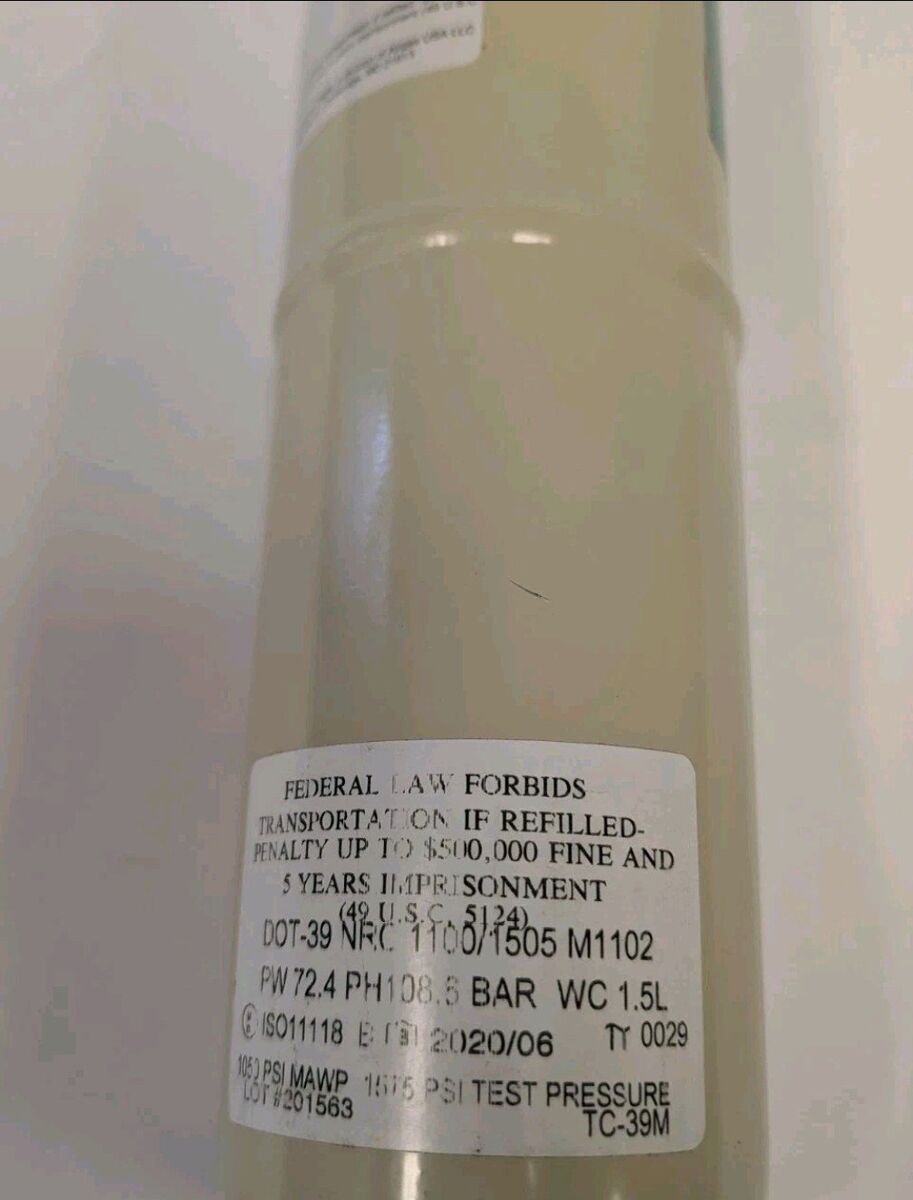 USA LLC
FEDERAL LAW FORBIDS
TRANSPORTATION IF REFILLED-
PENALTY UP TO $500,000 FINE AND
5 YEARS IMPRISONMENT
(49 U.S.C. 5124)
DOT-39 NRC 1100/1505 M1102
PW 72.4 PH108.6 BAR WC 1.5L
ISO11118 2020/06 π 0029
1050 PSI MAWP 1575 PSI TEST PRESSURE
LOT #201563 TC-39M